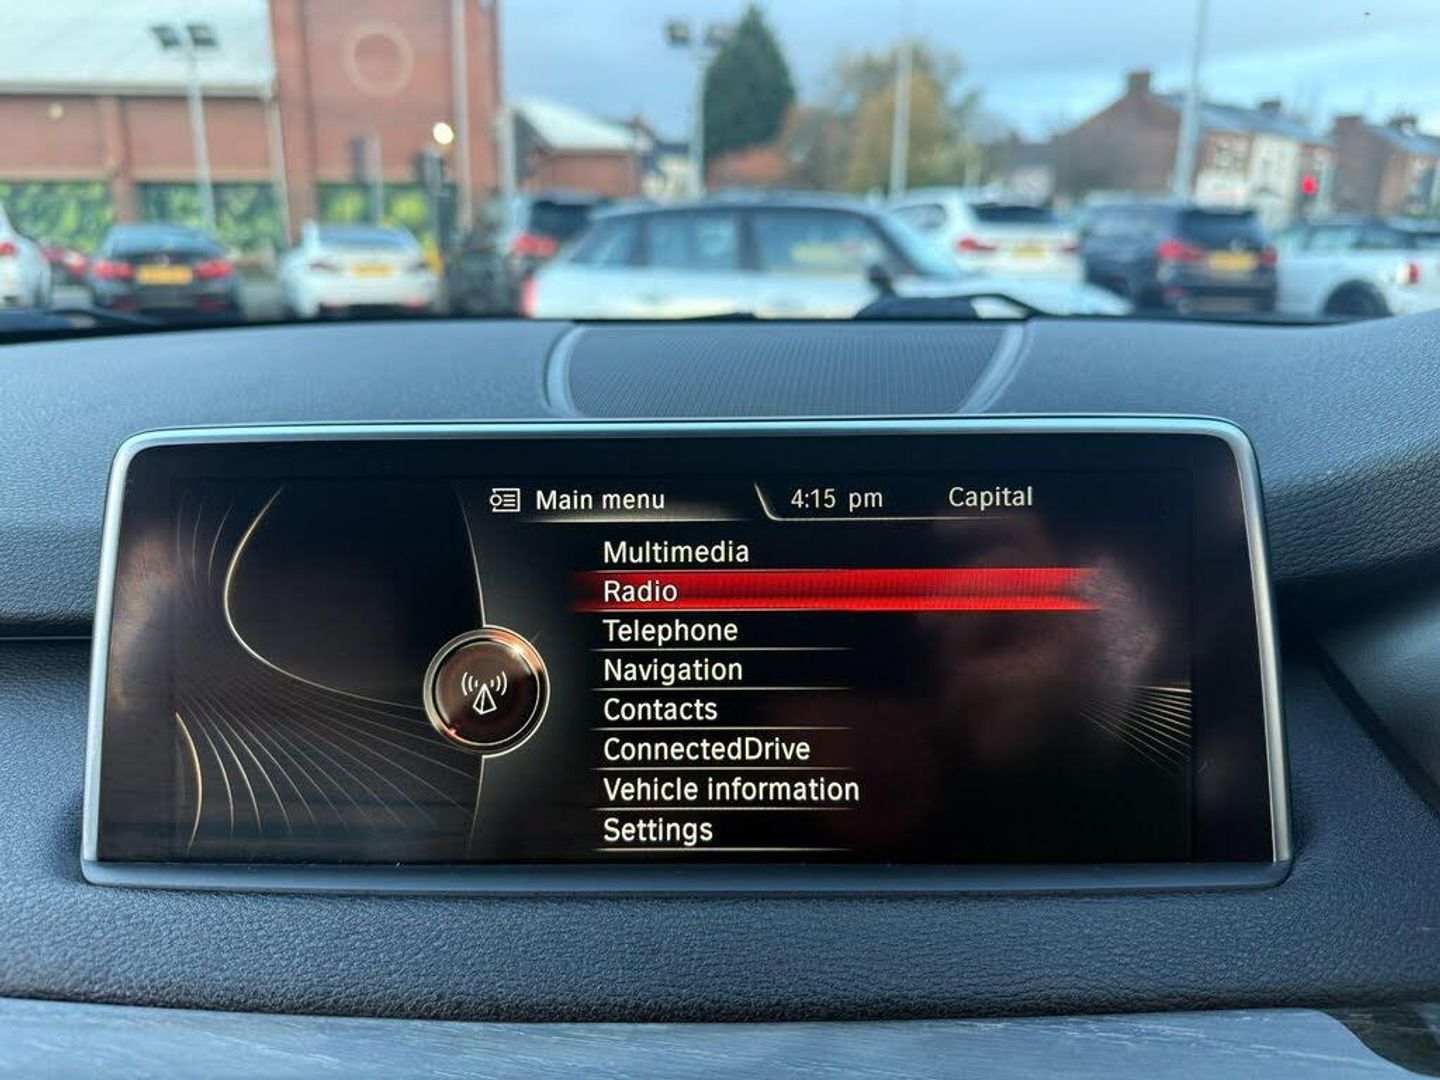 Main menu 4:15 pm Capital
Multimedia
Radio
Telephone
Navigation
Contacts
ConnectedDrive
Vehicle information
Settings